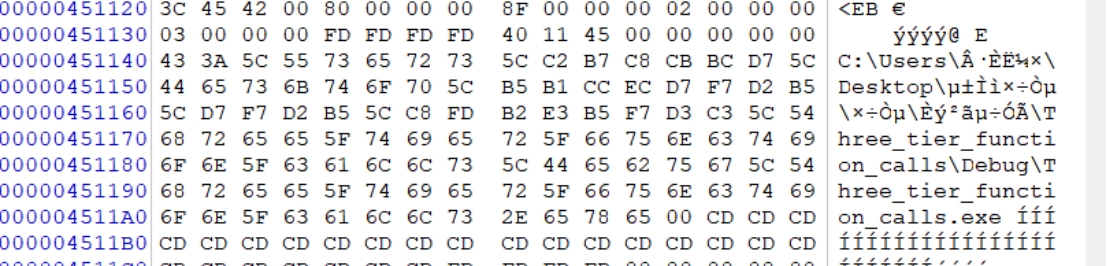 00000451120 3C 45 42 00 80 00 00 00 8F 00 00 00 02 00 00 00 <EB €
00000451130 03 00 00 00 FD FD FD FD 40 11 45 00 00 00 00 00 ýýýý@ E
00000451140 43 3A 5C 55 73 65 72 73 5C C2 B7 C8 CB BC D7 5C C:\Users\Â·ÈË¼×\
00000451150 44 65 73 6B 74 6F 70 5C B5 B1 CC EC D7 F7 D2 B5 Desktop\µ±Ìì×÷Òµ
00000451160 5C D7 F7 D2 B5 5C C8 FD B2 E3 B5 F7 D3 C3 5C 54 \×÷Òµ\Èý²ãµ÷ÓÃ\T
00000451170 68 72 65 65 5F 74 69 65 72 5F 66 75 6E 63 74 69 hree_tier_functi
00000451180 6F 6E 5F 63 61 6C 6C 73 5C 44 65 62 75 67 5C 54 on_calls\Debug\T
00000451190 68 72 65 65 5F 74 69 65 72 5F 66 75 6E 63 74 69 hree_tier_functi
000004511A0 6F 6E 5F 63 61 6C 6C 73 2E 65 78 65 00 CD CD CD on_calls.exe ÍÍÍ
000004511B0 CD CD CD CD CD CD CD CD CD CD CD CD CD CD CD CD ÍÍÍÍÍÍÍÍÍÍÍÍÍÍÍÍ